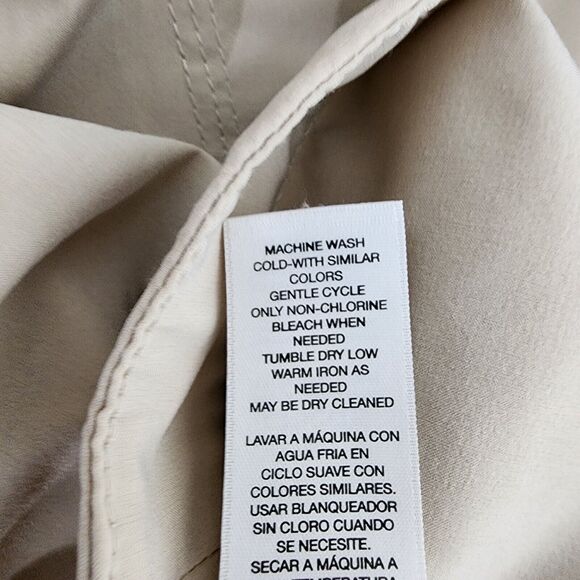 MACHINE WASH
COLD-WITH SIMILAR
COLORS
GENTLE CYCLE
ONLY NON-CHLORINE
BLEACH WHEN
NEEDED
TUMBLE DRY LOW
WARM IRON AS
NEEDED
MAY BE DRY CLEANED
LAVAR A MÁQUINA CON
AGUA FRIA EN
CICLO SUAVE CON
COLORES SIMILARES.
USAR BLANQUEADOR
SIN CLORO CUANDO
SE NECESITE.
SECAR A MÁQUINA A